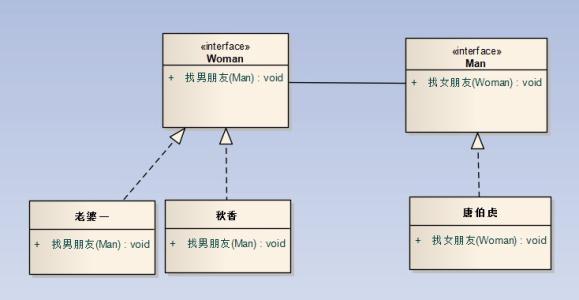 «interface»
Woman
+ 找男朋友(Man) : void
«interface»
Man
+ 找女朋友(Woman) : void
老婆一
+ 找男朋友(Man) : void
秋香
+ 找男朋友(Man) : void
唐伯虎
+ 找女朋友(Woman) : void